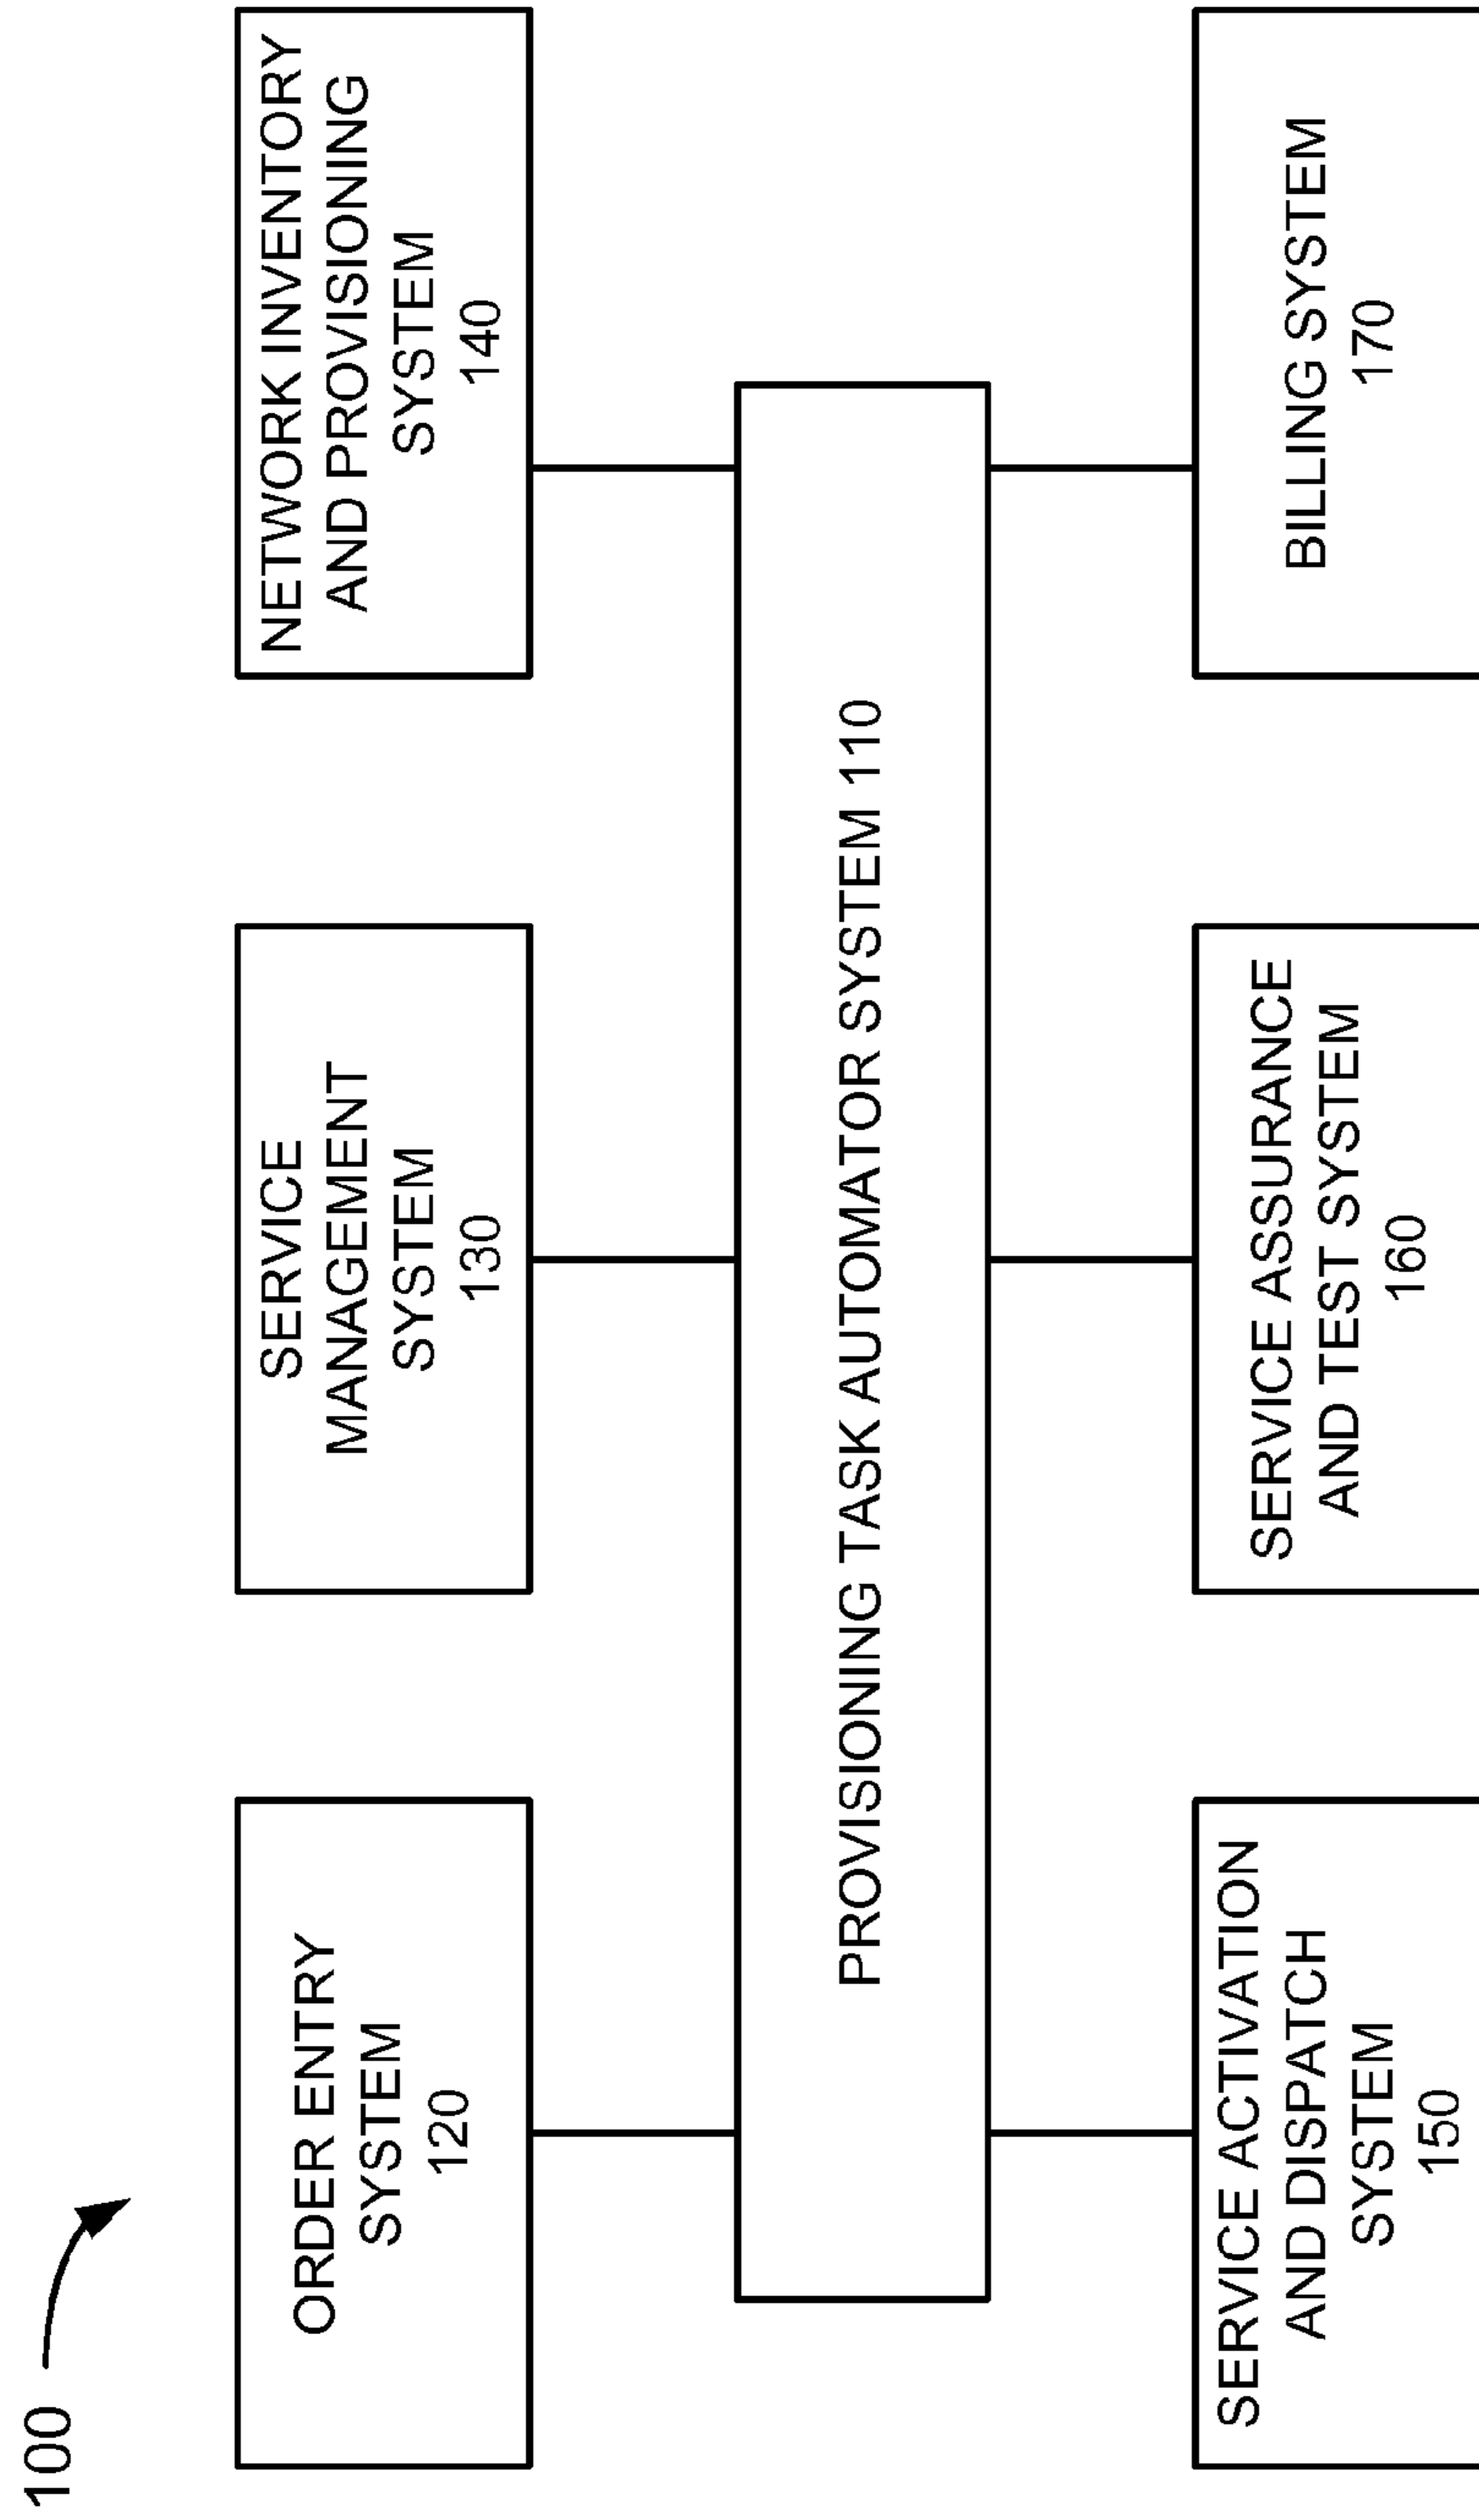 100
ORDER ENTRY
SYSTEM
120
SERVICE
MANAGEMENT
SYSTEM
130
NETWORK INVENTORY
AND PROVISIONING
SYSTEM
140
PROVISIONING TASK AUTOMATOR SYSTEM 110
SERVICE ACTIVATION
AND DISPATCH
SYSTEM
150
SERVICE ASSURANCE
AND TEST SYSTEM
160
BILLING SYSTEM
170